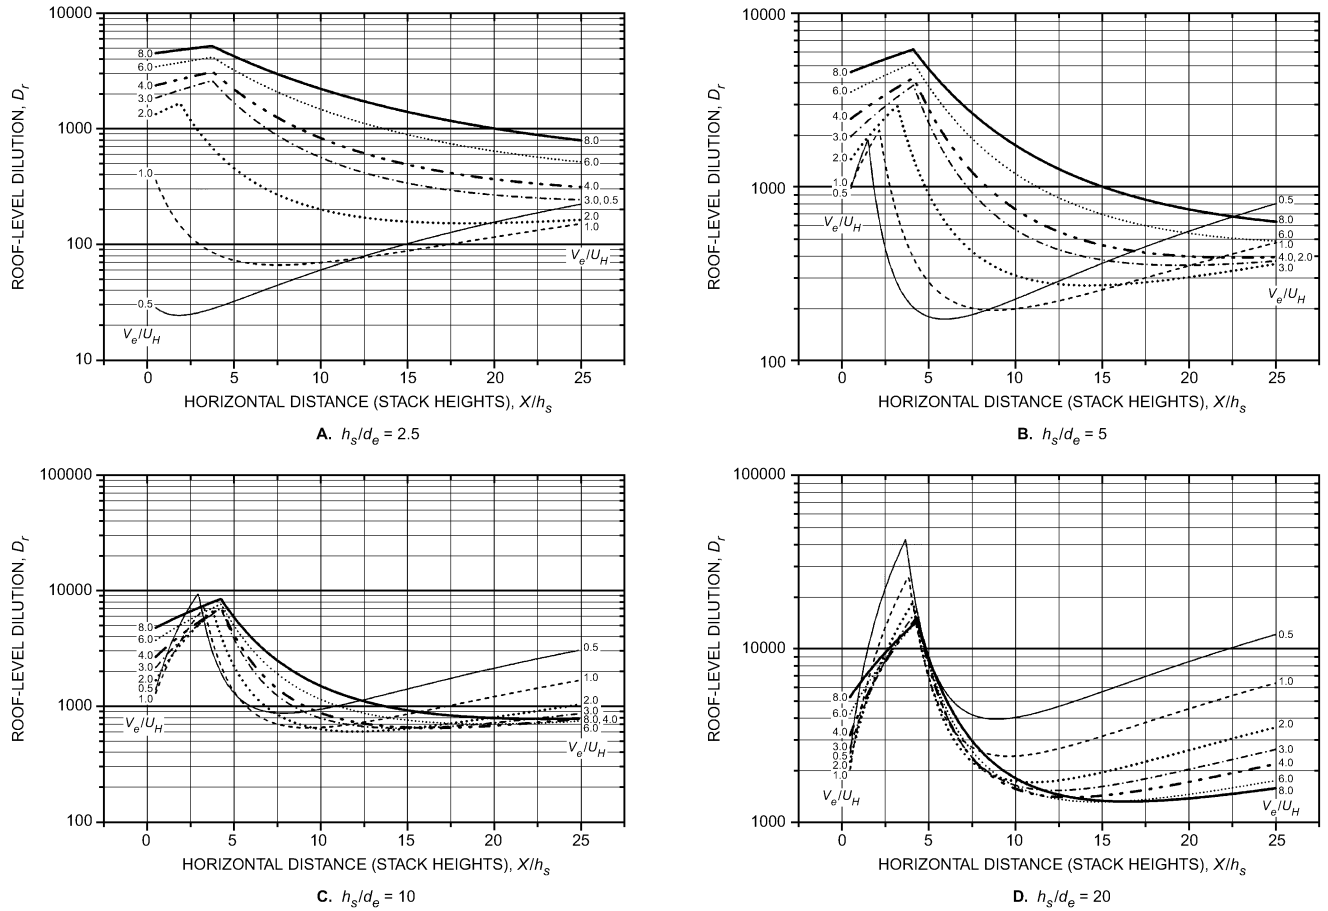 10000
1000
100
10
ROOF-LEVEL DILUTION, Dr
8.0
6.0
4.0
3.0
2.0
1.0
0.5
Ve/UH
8.0
6.0
4.0
3.0, 0.5
2.0
1.0
Ve/UH
0 5 10 15 20 25
HORIZONTAL DISTANCE (STACK HEIGHTS), X/hs
A. hs/de = 2.5
10000
1000
100
ROOF-LEVEL DILUTION, Dr
8.0
6.0
4.0
3.0
2.0
1.0
0.5
Ve/UH
0.5
8.0
6.0
1.0
4.0, 2.0
3.0
Ve/UH
0 5 10 15 20 25
HORIZONTAL DISTANCE (STACK HEIGHTS), X/hs
B. hs/de = 5
100000
10000
1000
100
ROOF-LEVEL DILUTION, Dr
8.0
6.0
4.0
3.0
2.0
0.5
1.0
Ve/UH
0.5
1.0
2.0
3.0
8.0, 4.0
6.0
Ve/UH
0 5 10 15 20 25
HORIZONTAL DISTANCE (STACK HEIGHTS), X/hs
C. hs/de = 10
100000
10000
1000
ROOF-LEVEL DILUTION, Dr
8.0
6.0
4.0
3.0
0.5
2.0
1.0
Ve/UH
0.5
1.0
2.0
3.0
4.0
6.0
8.0
Ve/UH
0 5 10 15 20 25
HORIZONTAL DISTANCE (STACK HEIGHTS), X/hs
D. hs/de = 20